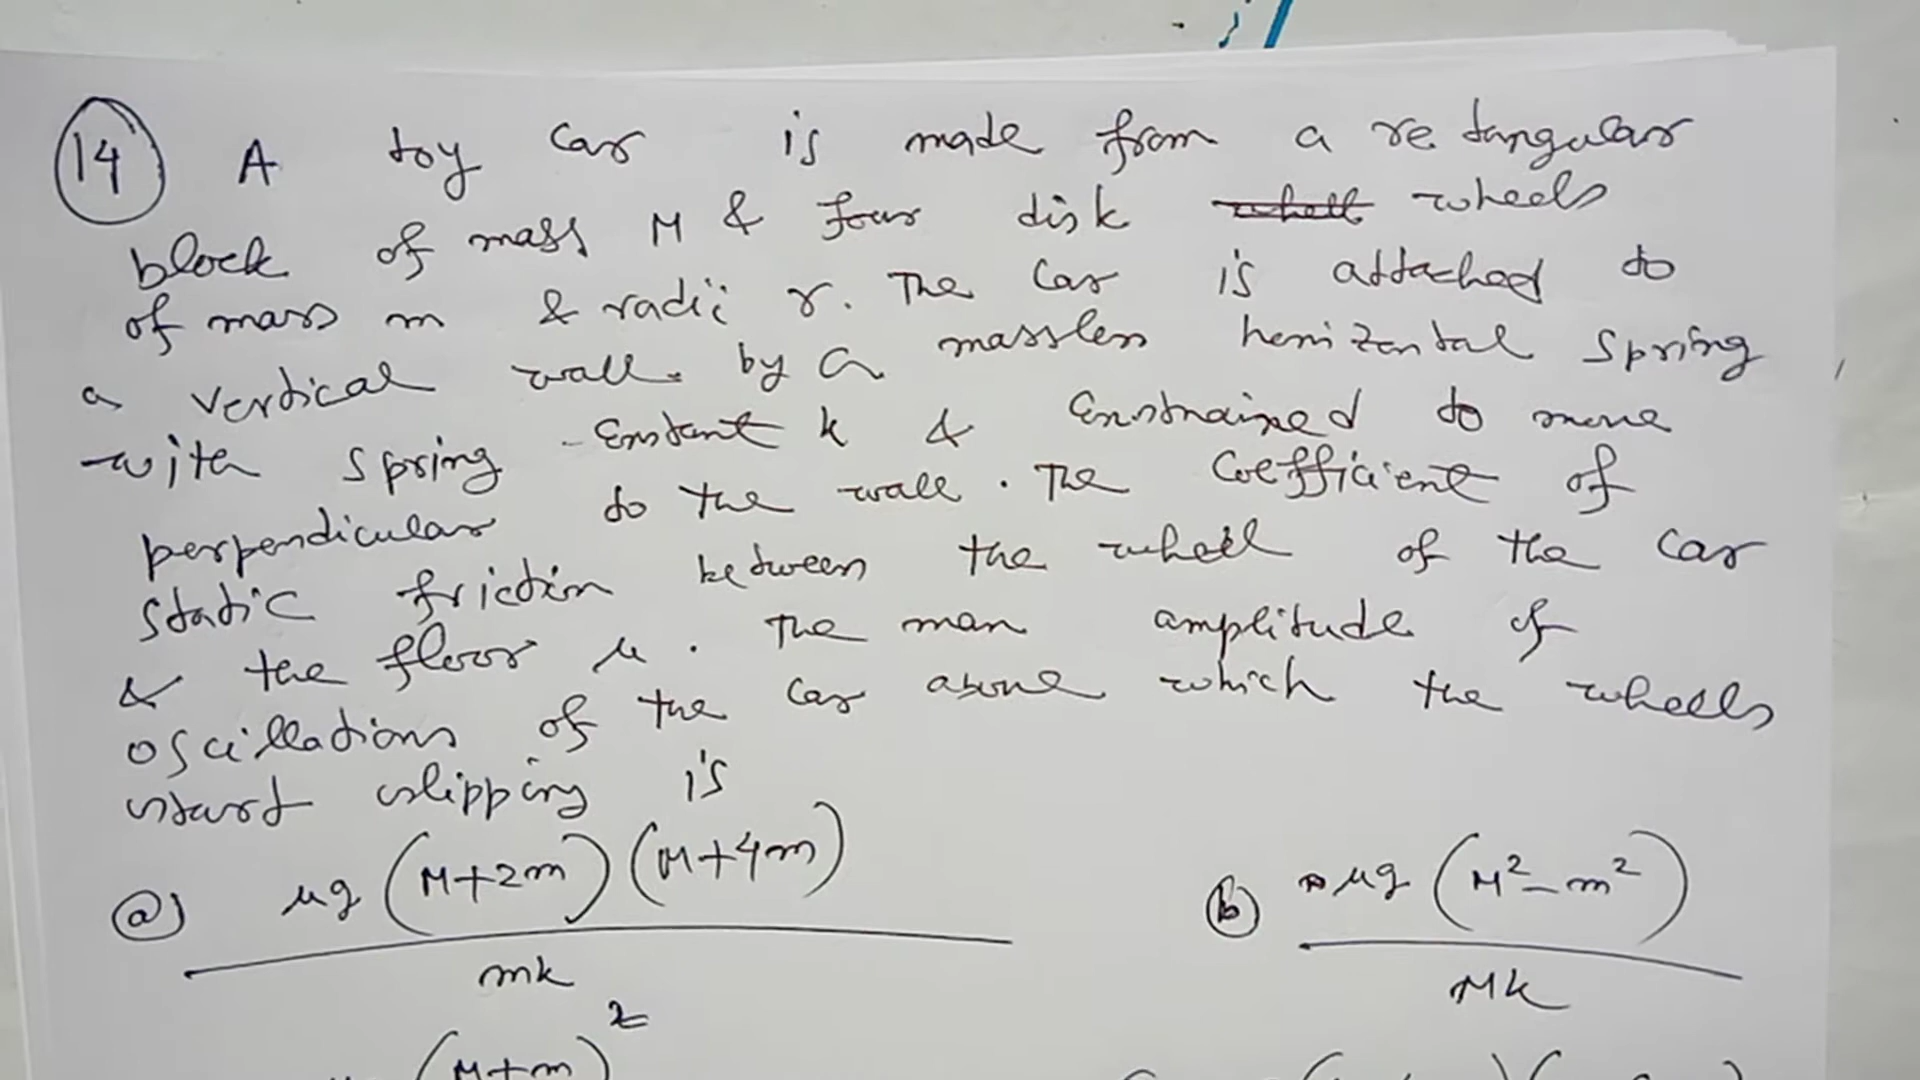 14 A toy car is made from a rectangular
block of mass M & four disk wheels
of mass m & radii r. The car is attached to
a vertical wall by a massless horizontal spring
with spring constant k & constrained to move
perpendicular to the wall. The coefficient of
static friction between the wheel of the car
& the floor μ. The max amplitude of
oscillations of the car above which the wheels
start slipping is
(a) μg (M+2m) (M+4m) / mk
(b) μg (M² - m²) / Mk
(M+m)²